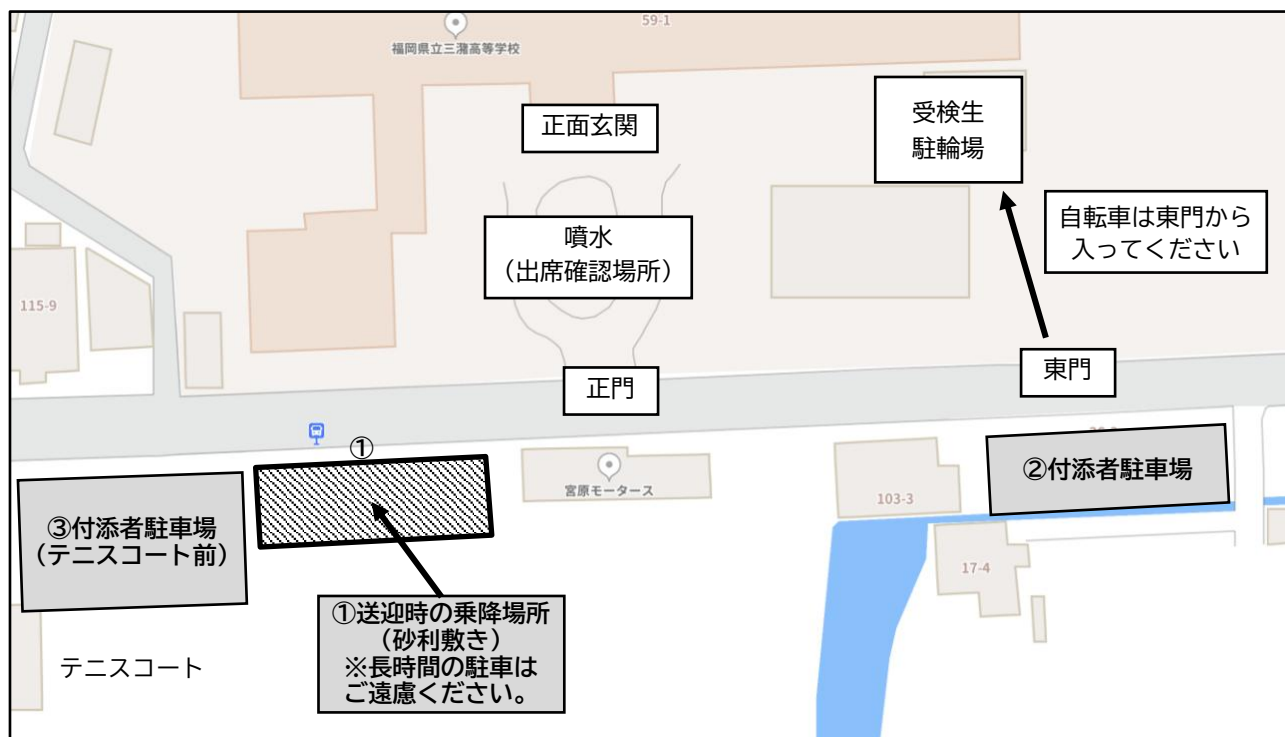 59-1
福岡県立三潴高等学校
正面玄関
受検生
駐輪場
自転車は東門から
入ってください
噴水
（出席確認場所）
115-9
正門
東門
①
宮原モータース
103-3
②付添者駐車場
③付添者駐車場
（テニスコート前）
17-4
①送迎時の乗降場所
（砂利敷き）
※長時間の駐車は
ご遠慮ください。
テニスコート